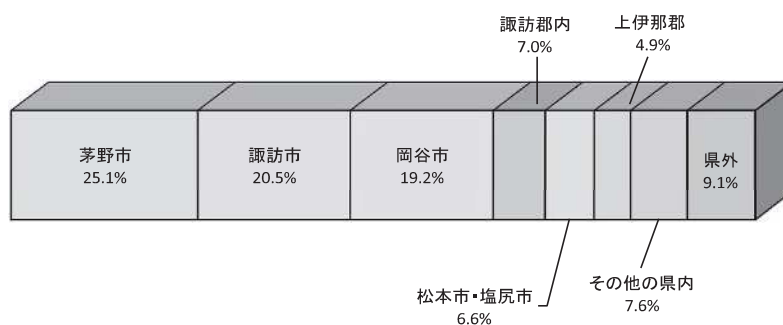 諏訪郡内
7.0%
上伊那郡
4.9%
茅野市
25.1%
諏訪市
20.5%
岡谷市
19.2%
県外
9.1%
松本市・塩尻市
6.6%
その他の県内
7.6%